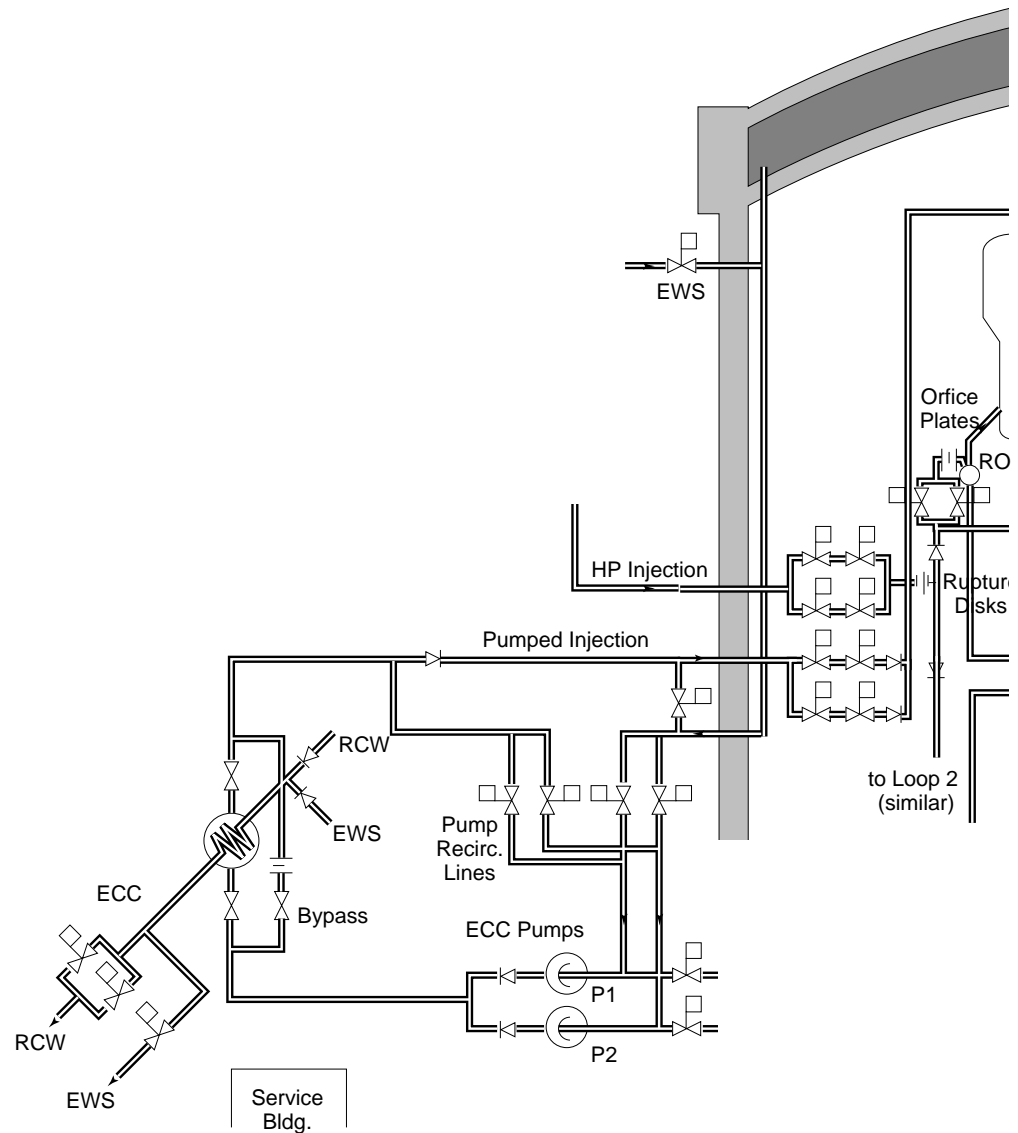 EWS
Orfice
Plates
RO
HP Injection
Rupture
Disks
Pumped Injection
RCW
to Loop 2
(similar)
EWS
Pump
Recirc.
Lines
ECC
Bypass
ECC Pumps
P1
RCW
P2
EWS
Service
Bldg.